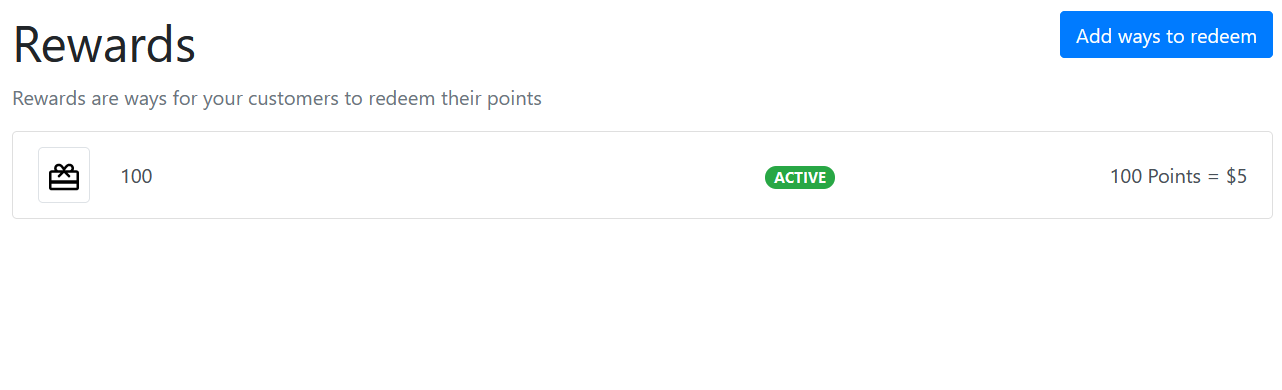 Rewards
Add ways to redeem
Rewards are ways for your customers to redeem their points
100
ACTIVE
100 Points = $5